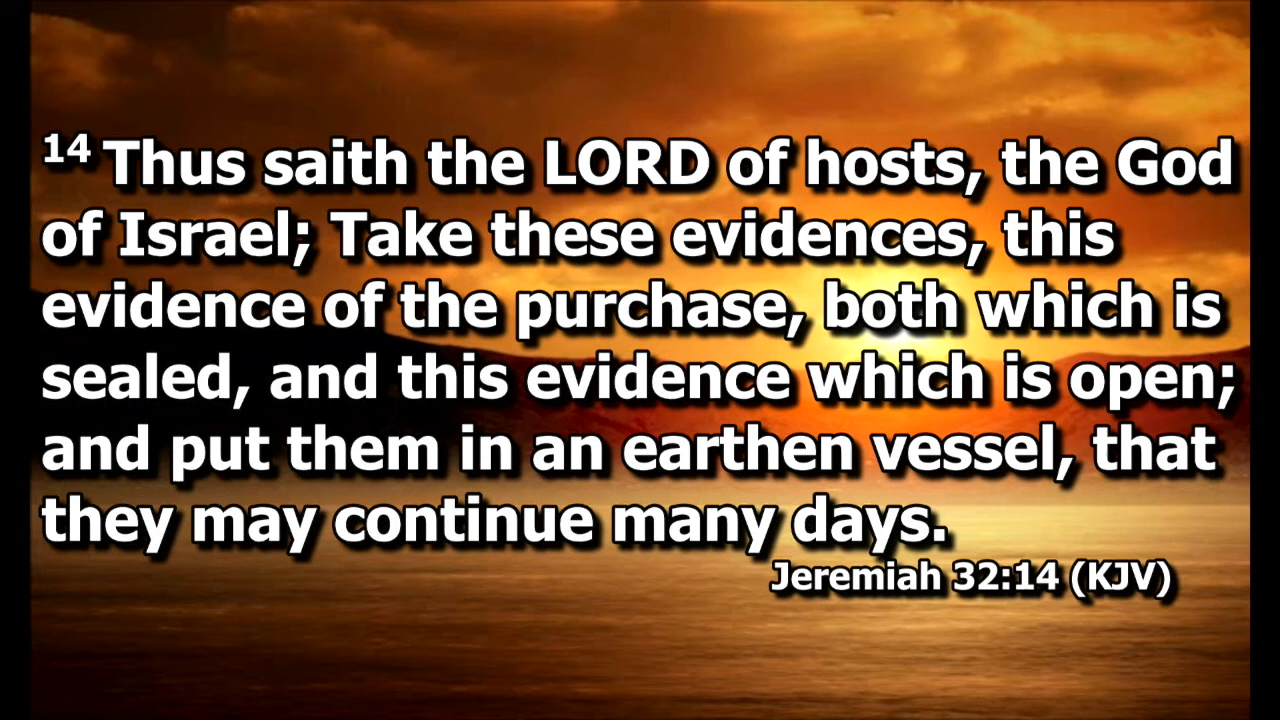 14 Thus saith the LORD of hosts, the God
of Israel; Take these evidences, this
evidence of the purchase, both which is
sealed, and this evidence which is open;
and put them in an earthen vessel, that
they may continue many days.
Jeremiah 32:14 (KJV)